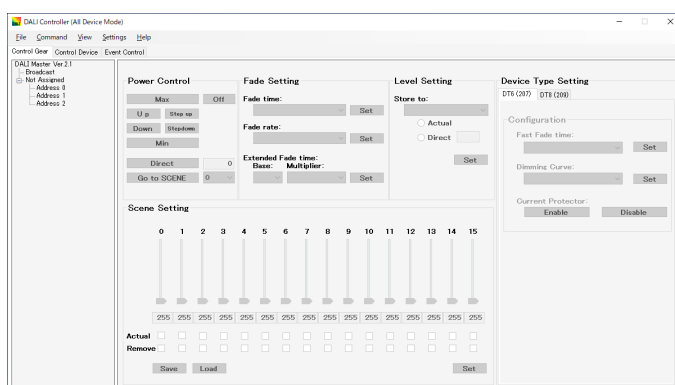 DALI Controller (All Device Mode)
File Command View Settings Help
Control Gear Control Device Event Control
DALI Master Ver.2.1
Broadcast
Not Assigned
Address 0
Address 1
Address 2
Power Control
Max Off
Up Step up
Down Stepdown
Min
Direct 0
Go to SCENE 0
Fade Setting
Fade time:
Set
Fade rate:
Set
Extended Fade time:
Base: Multiplier:
Set
Level Setting
Store to:
Actual
Direct
Set
Device Type Setting
DT6 (207) DT8 (209)
Configuration
Fast Fade time:
Set
Dimming Curve:
Set
Current Protector:
Enable Disable
Scene Setting
0 1 2 3 4 5 6 7 8 9 10 11 12 13 14 15
255 255 255 255 255 255 255 255 255 255 255 255 255 255 255 255
Actual
Remove
Save Load Set